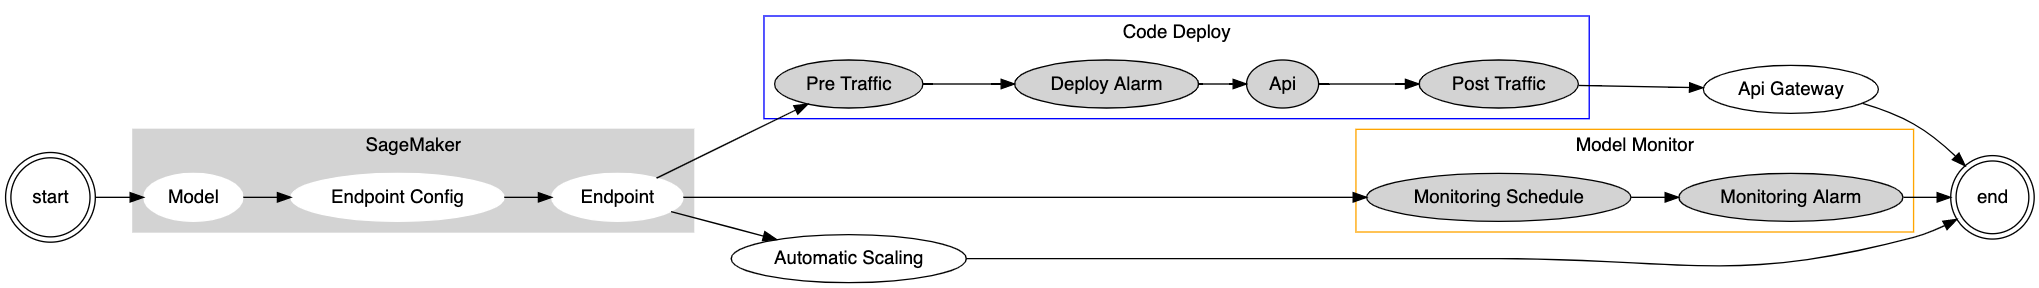 Code Deploy
Pre Traffic
Deploy Alarm
Api
Post Traffic
Api Gateway
SageMaker
Model Monitor
start
Model
Endpoint Config
Endpoint
Monitoring Schedule
Monitoring Alarm
end
Automatic Scaling